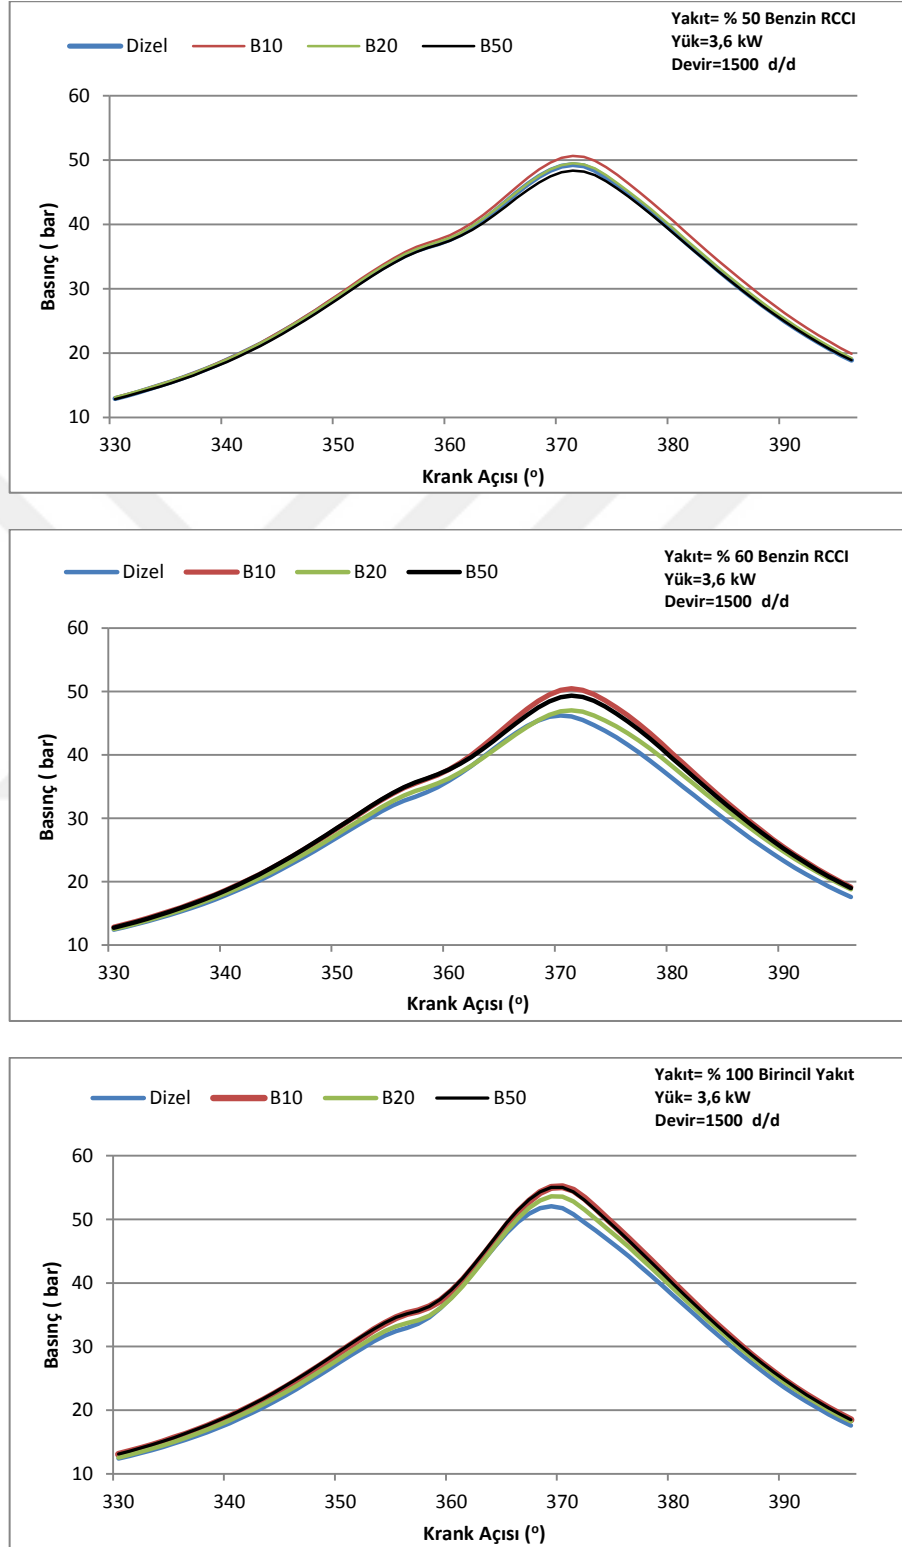 Yakıt= % 50 Benzin RCCI
Yük=3,6 kW
Devir=1500 d/d
Dizel B10 B20 B50
60
50
40
30
20
10
Basınç ( bar)
330 340 350 360 370 380 390
Krank Açısı (º)
Yakıt= % 60 Benzin RCCI
Yük=3,6 kW
Devir=1500 d/d
Dizel B10 B20 B50
60
50
40
30
20
10
Basınç ( bar)
330 340 350 360 370 380 390
Krank Açısı (º)
Yakıt= % 100 Birincil Yakıt
Yük= 3,6 kW
Devir=1500 d/d
Dizel B10 B20 B50
60
50
40
30
20
10
Basınç ( bar)
330 340 350 360 370 380 390
Krank Açısı (º)